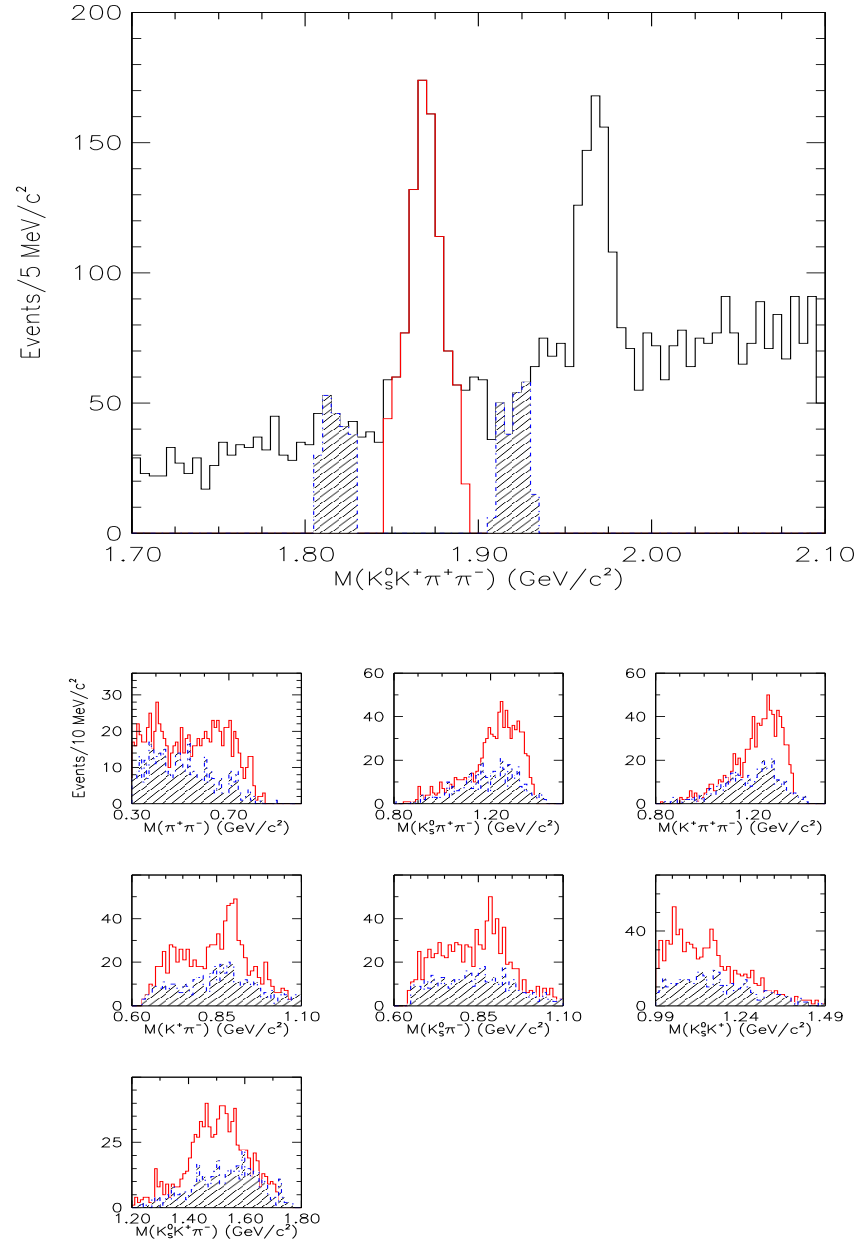 200
150
100
50
0
Events/5 MeV/c²
1.70 1.80 1.90 2.00 2.10
M(K⁰ₛK⁺π⁺π⁻) (GeV/c²)
Events/10 MeV/c²
30
20
10
0
0.30 0.70
M(π⁺π⁻) (GeV/c²)
60
40
20
0
0.80 1.20
M(K⁰ₛπ⁺π⁻) (GeV/c²)
60
40
20
0
0.80 1.20
M(K⁺π⁺π⁻) (GeV/c²)
40
20
0
0.60 0.85 1.10
M(K⁺π⁻) (GeV/c²)
40
20
0
0.60 0.85 1.10
M(K⁰ₛπ⁻) (GeV/c²)
40
0
0.99 1.24 1.49
M(K⁰ₛK⁺) (GeV/c²)
25
0
1.20 1.40 1.60 1.80
M(K⁰ₛK⁺π⁻) (GeV/c²)